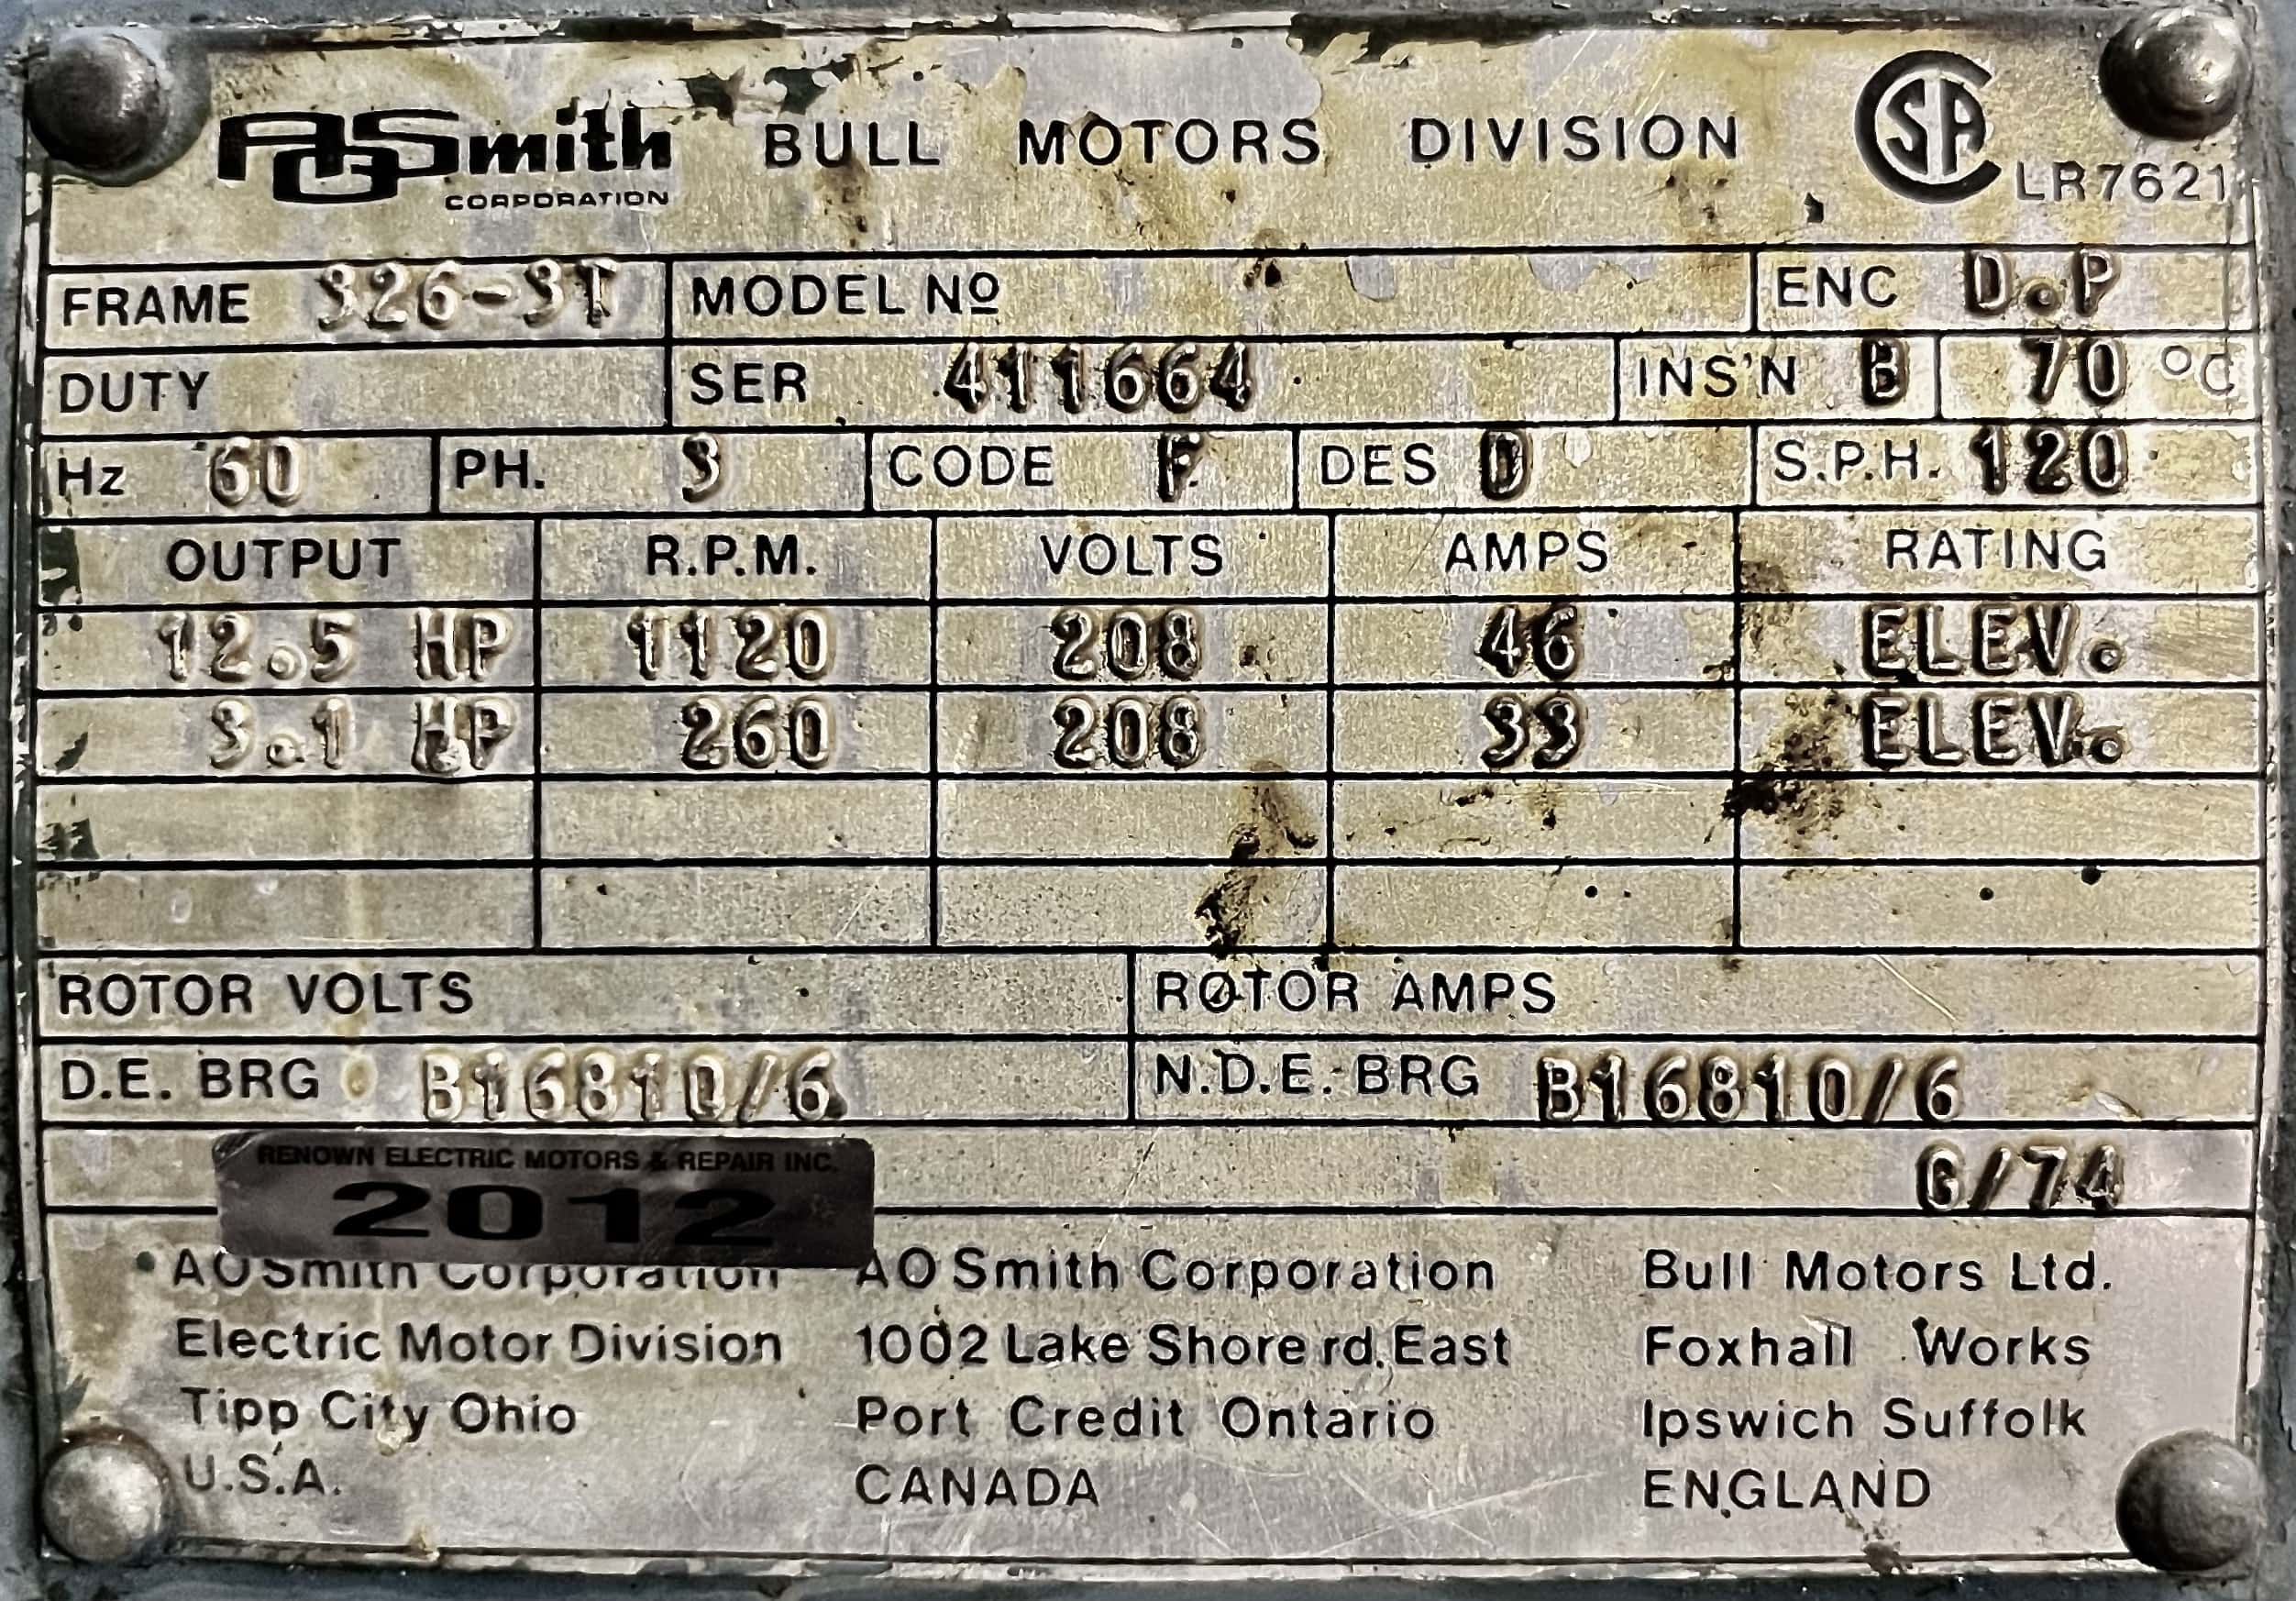 AOSmith CORPORATION BULL MOTORS DIVISION CSA LR7621
FRAME 326-3T MODEL Nº ENC D.P
DUTY SER 411664 INS'N B 70 °C
Hz 60 PH. 3 CODE F DES D S.P.H. 120
OUTPUT R.P.M. VOLTS AMPS RATING
12.5 HP 1120 208 46 ELEV.
3.1 HP 260 208 33 ELEV.
ROTOR VOLTS ROTOR AMPS
D.E. BRG B16810/6 N.D.E. BRG B16810/6
6/74
RENOWN ELECTRIC MOTORS & REPAIR INC.
2012
AOSmith Corporation
Electric Motor Division
Tipp City Ohio
U.S.A.
AOSmith Corporation
1002 Lake Shore rd. East
Port Credit Ontario
CANADA
Bull Motors Ltd.
Foxhall Works
Ipswich Suffolk
ENGLAND